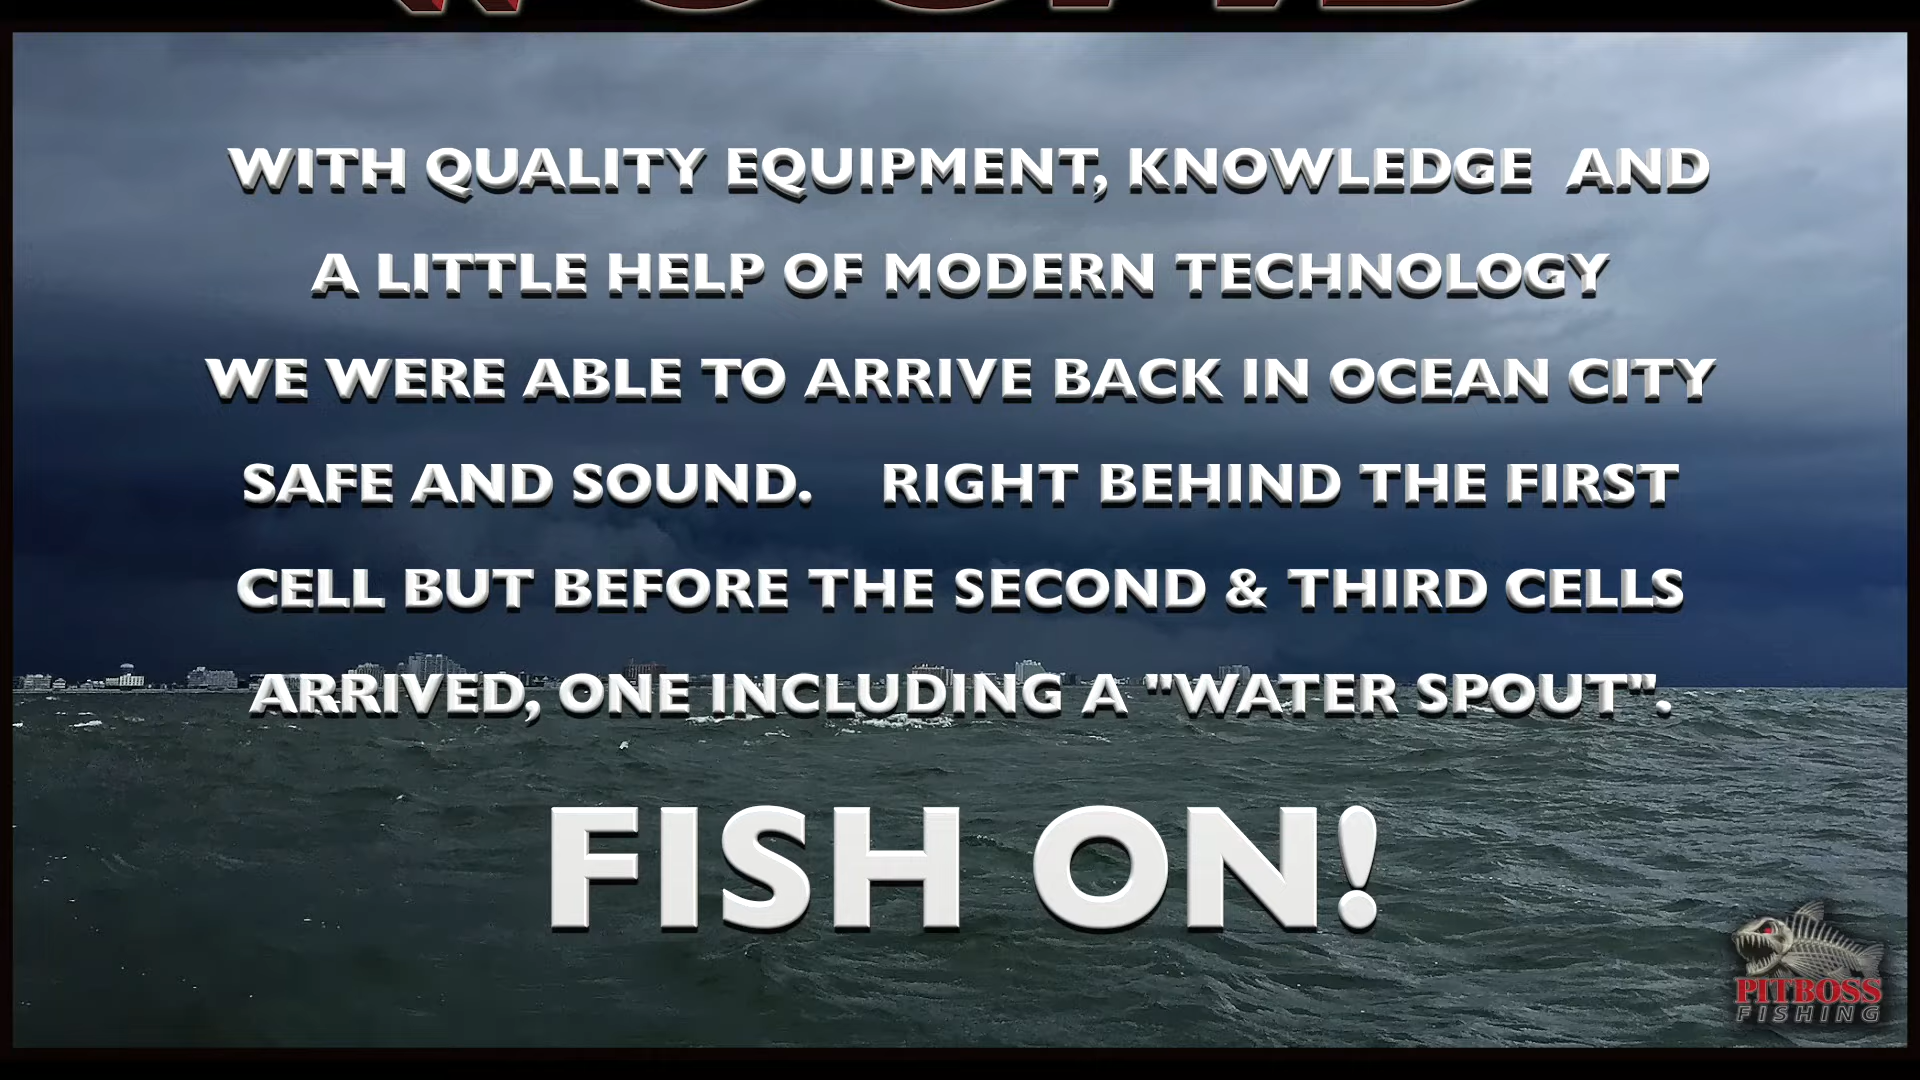 WITH QUALITY EQUIPMENT, KNOWLEDGE AND
A LITTLE HELP OF MODERN TECHNOLOGY
WE WERE ABLE TO ARRIVE BACK IN OCEAN CITY
SAFE AND SOUND. RIGHT BEHIND THE FIRST
CELL BUT BEFORE THE SECOND & THIRD CELLS
ARRIVED, ONE INCLUDING A "WATER SPOUT".
FISH ON!
PITBOSS
FISHING